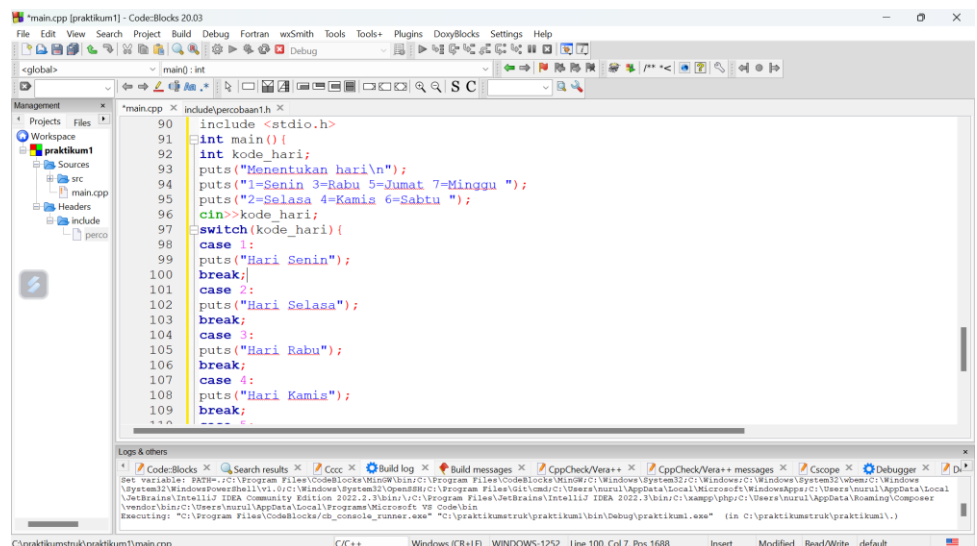 *main.cpp [praktikum1] - Code::Blocks 20.03
File Edit View Search Project Build Debug Fortran wxSmith Tools Tools+ Plugins DoxyBlocks Settings Help
Debug
<global> main() : int
/** *<
S C
Management
*main.cpp include\percobaan1.h
Projects Files
Workspace
praktikum1
Sources
src
main.cpp
Headers
include
perco
90 include <stdio.h>
91 int main(){
92 int kode_hari;
93 puts("Menentukan hari\n");
94 puts("1=Senin 3=Rabu 5=Jumat 7=Minggu ");
95 puts("2=Selasa 4=Kamis 6=Sabtu ");
96 cin>>kode_hari;
97 switch(kode_hari){
98 case 1:
99 puts("Hari Senin");
100 break;
101 case 2:
102 puts("Hari Selasa");
103 break;
104 case 3:
105 puts("Hari Rabu");
106 break;
107 case 4:
108 puts("Hari Kamis");
109 break;
110 case 5:
Logs & others
Code::Blocks Search results Cccc Build log Build messages CppCheck/Vera++ CppCheck/Vera++ messages Cscope Debugger
Set variable: PATH=.;C:\Program Files\CodeBlocks\MinGW\bin;C:\Program Files\CodeBlocks\MinGW;C:\Windows\System32;C:\Windows;C:\Windows\System32\wbem;C:\Windows
\System32\WindowsPowerShell\v1.0;C:\Windows\System32\OpenSSH;C:\Program Files\Git\cmd;C:\Users\nurul\AppData\Local\Microsoft\WindowsApps;C:\Users\nurul\AppData\Local
\JetBrains\IntelliJ IDEA Community Edition 2022.2.3\bin;\;C:\Program Files\JetBrains\IntelliJ IDEA 2022.3\bin;C:\xampp\php;C:\Users\nurul\AppData\Roaming\Composer
\vendor\bin;C:\Users\nurul\AppData\Local\Programs\Microsoft VS Code\bin
Executing: "C:\Program Files\CodeBlocks/cb_console_runner.exe" "C:\praktikumstruk\praktikum1\bin\Debug\praktikum1.exe" (in C:\praktikumstruk\praktikum1\.)
C:\praktikumstruk\praktikum1\main.cpp C/C++ Windows (CR+LF) WINDOWS-1252 Line 100, Col 7, Pos 1688 Insert Modified Read/Write default